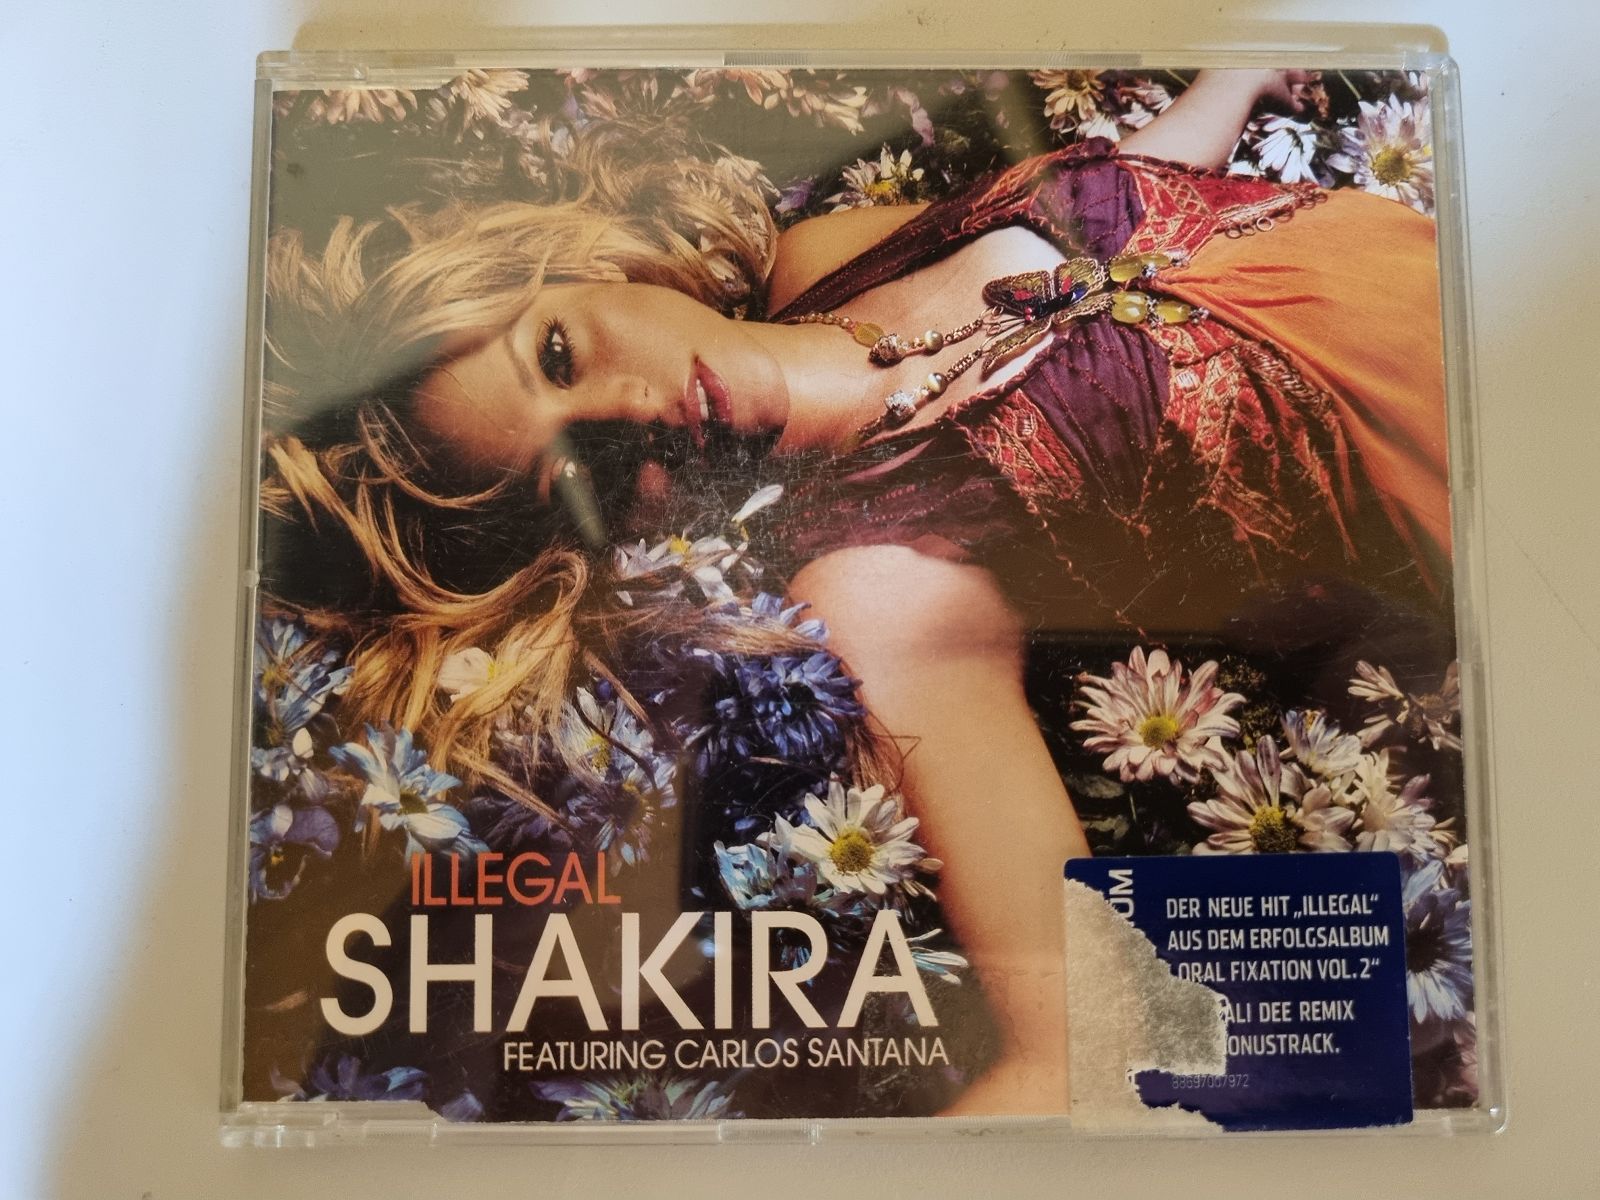 ILLEGAL
SHAKIRA
FEATURING CARLOS SANTANA
DER NEUE HIT „ILLEGAL“
AUS DEM ERFOLGSALBUM
ORAL FIXATION VOL. 2“
ALI DEE REMIX
ONUSTRACK.
88697007972